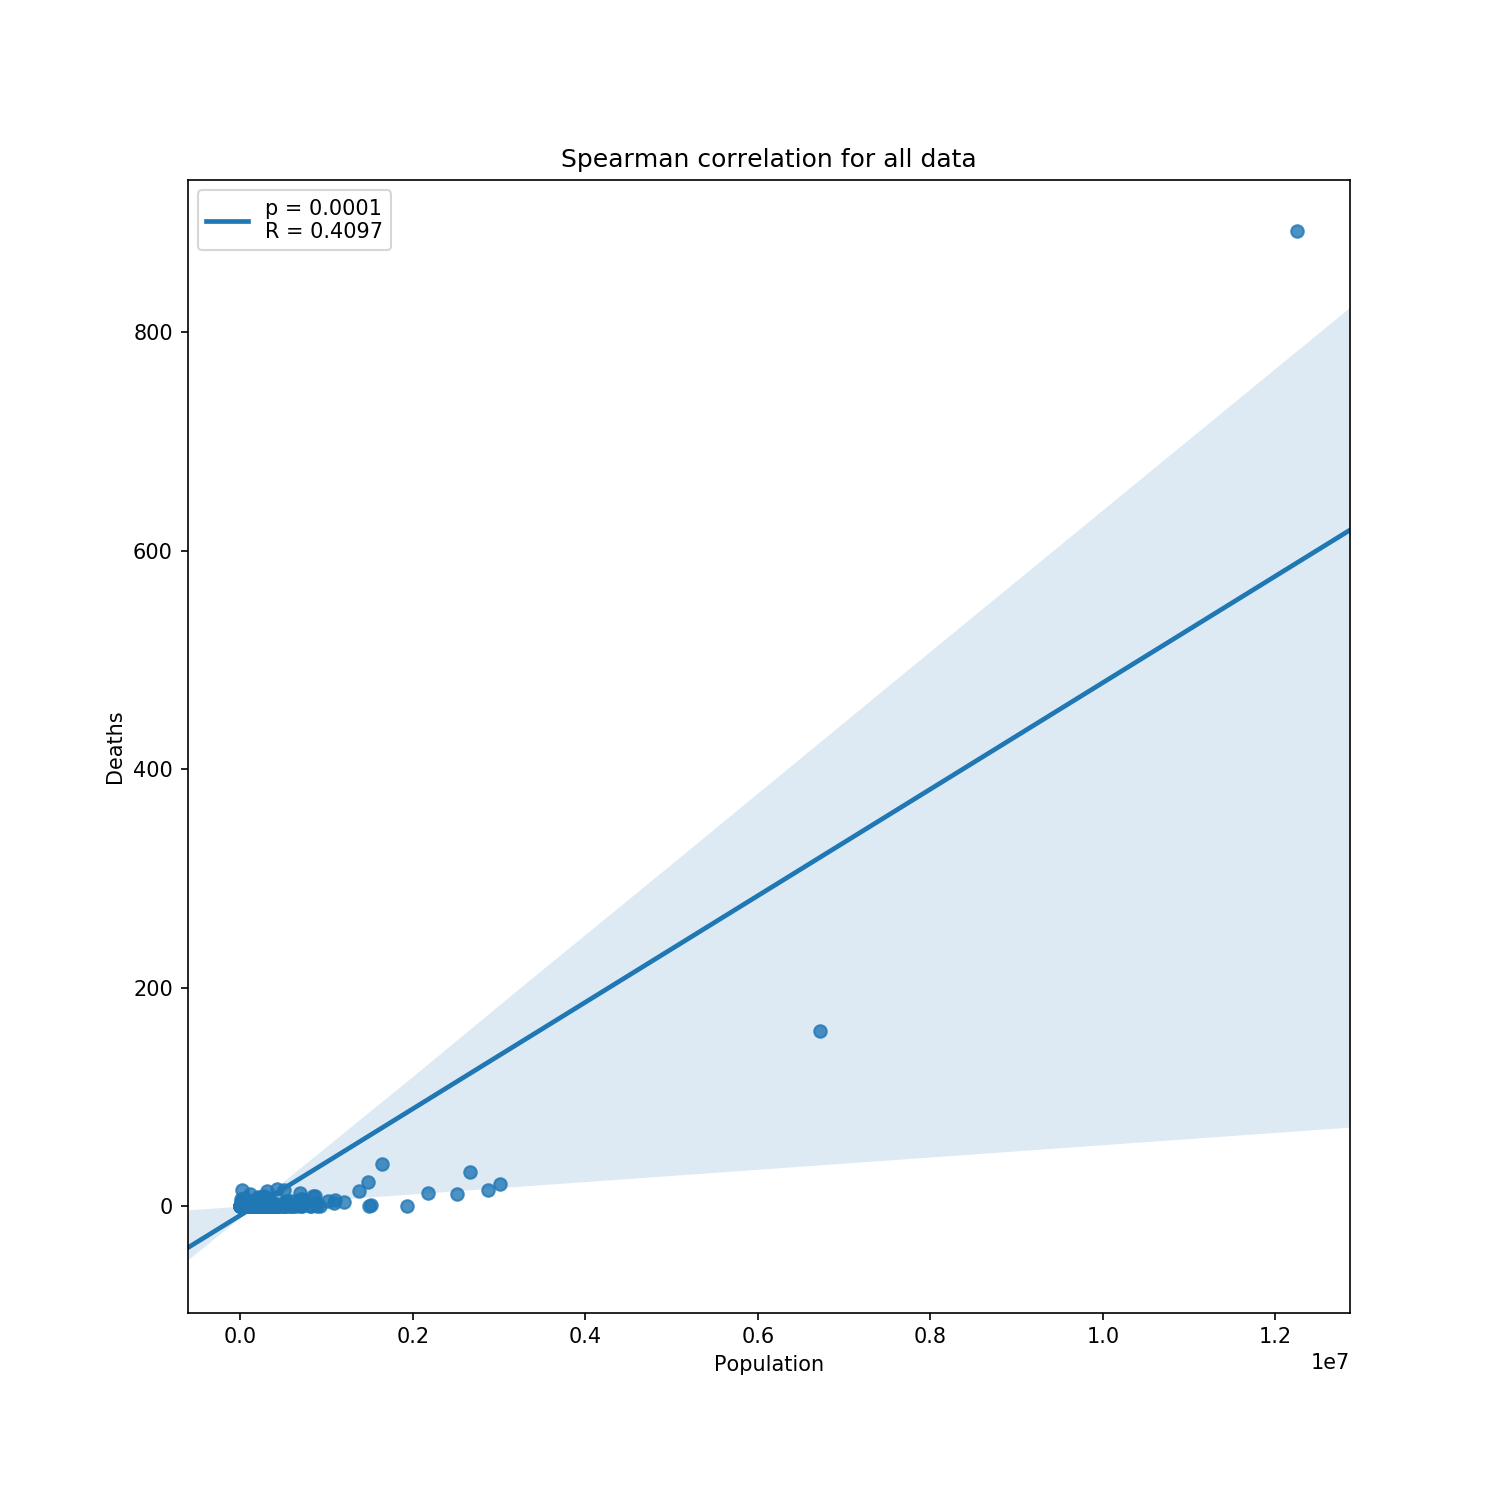 Spearman correlation for all data
p = 0.0001
R = 0.4097
800
600
400
200
0
Deaths
0.0 0.2 0.4 0.6 0.8 1.0 1.2
1e7
Population